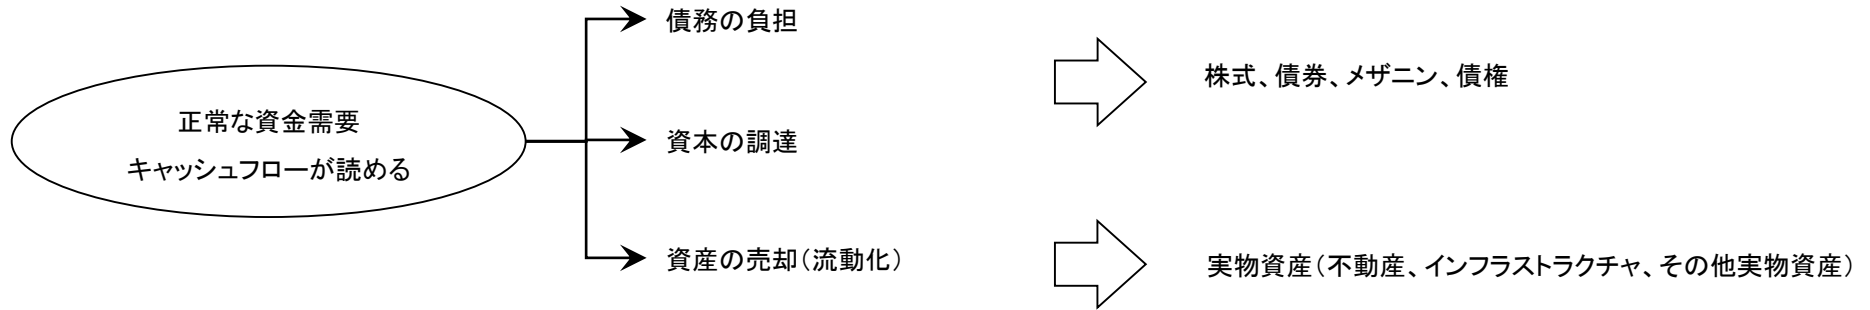 債務の負担
株式、債券、メザニン、債権
正常な資金需要
キャッシュフローが読める
資本の調達
資産の売却（流動化）
実物資産（不動産、インフラストラクチャ、その他実物資産）